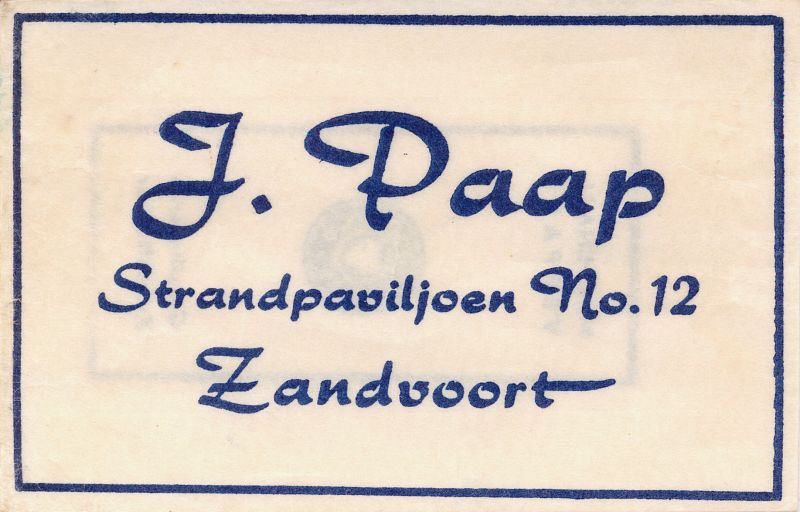 J. Paap
Strandpaviljoen No. 12
Zandvoort